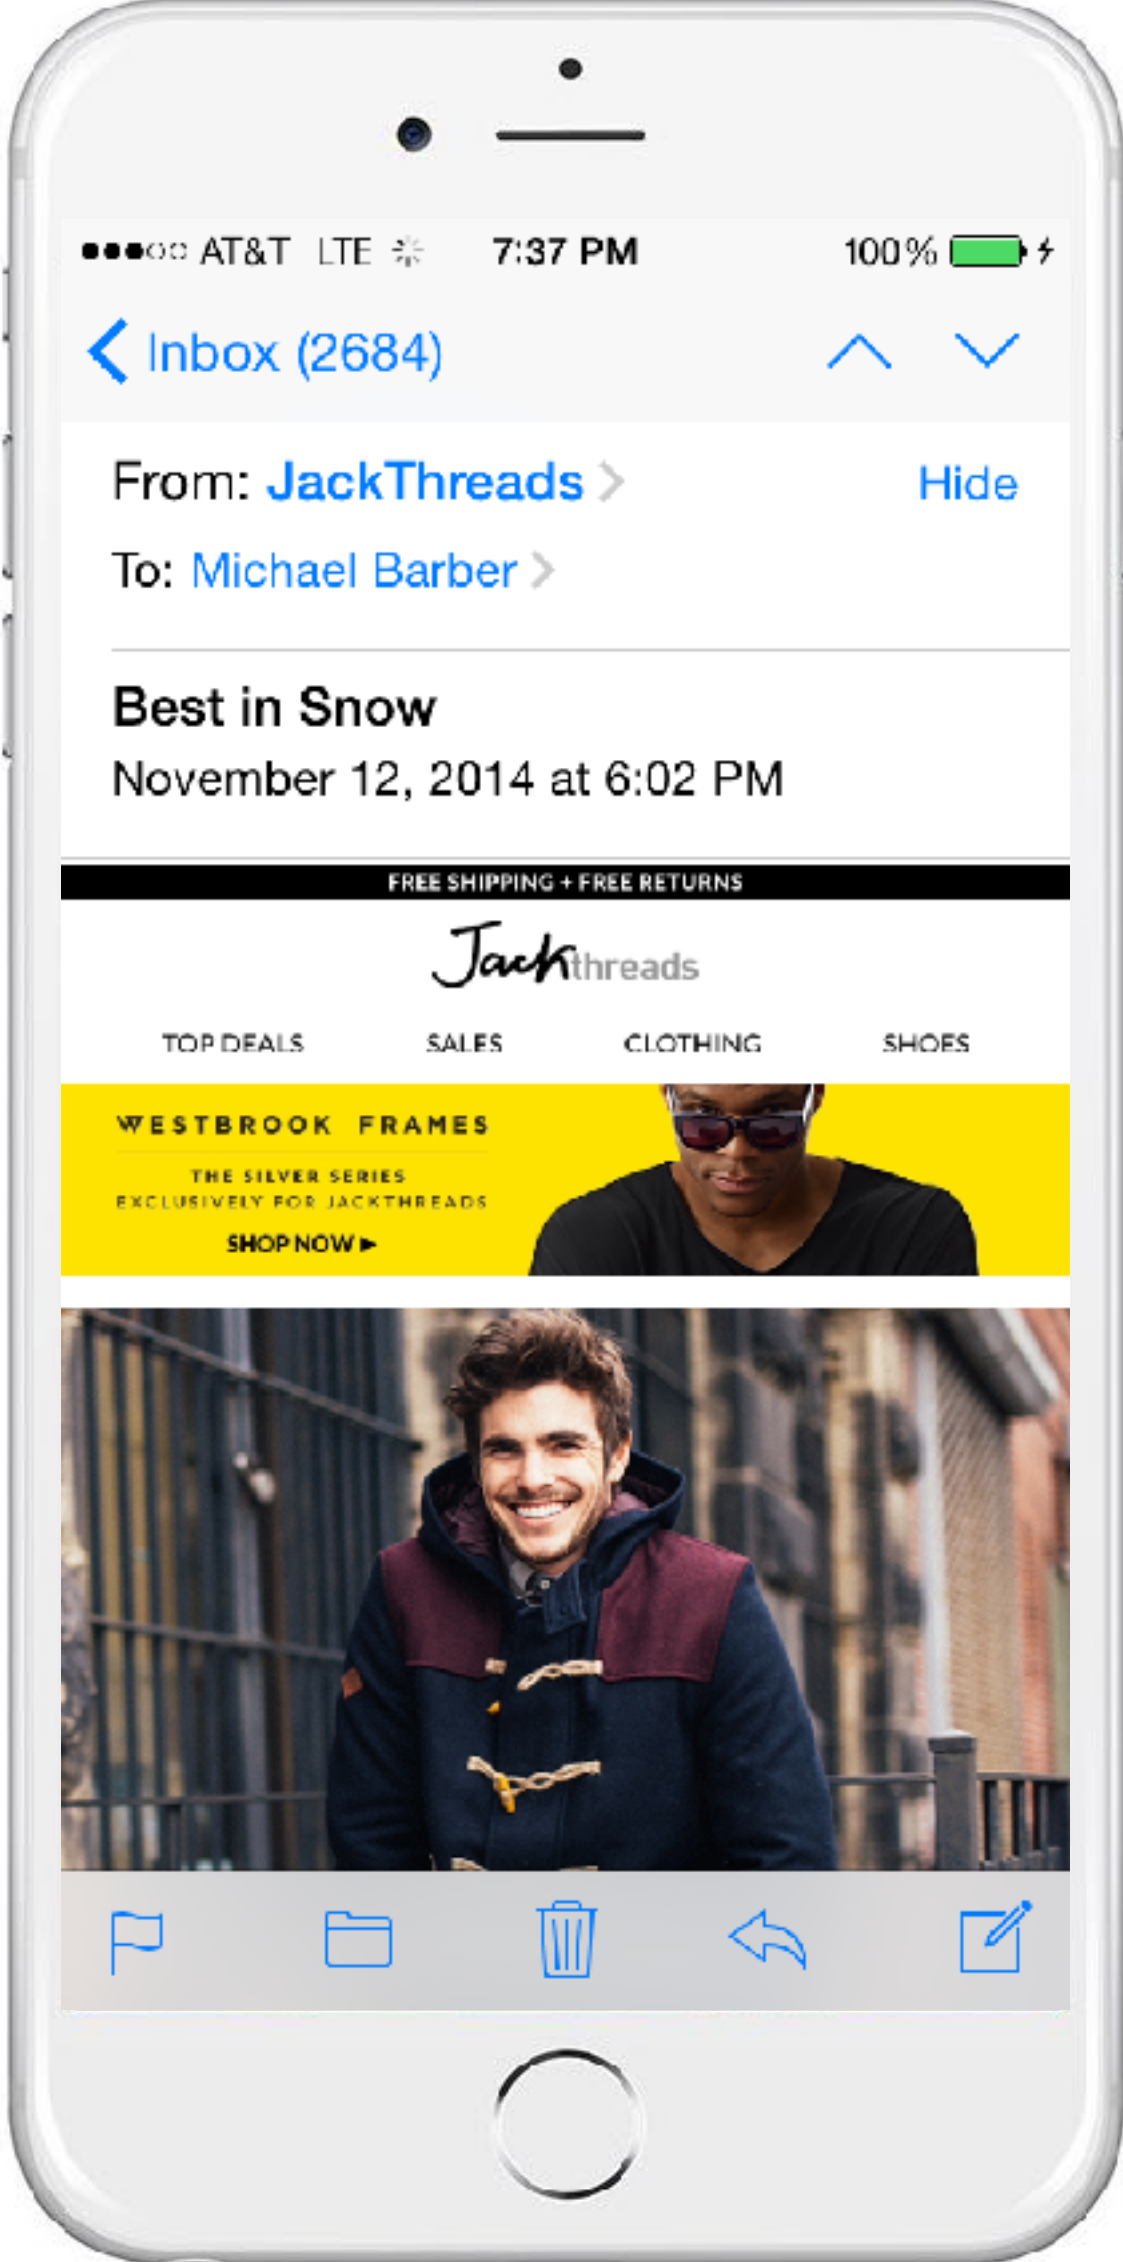 AT&T LTE 7:37 PM 100%
Inbox (2684)
From: JackThreads Hide
To: Michael Barber
Best in Snow
November 12, 2014 at 6:02 PM
FREE SHIPPING + FREE RETURNS
Jackthreads
TOP DEALS SALES CLOTHING SHOES
WESTBROOK FRAMES
THE SILVER SERIES
EXCLUSIVELY FOR JACKTHREADS
SHOP NOW ►